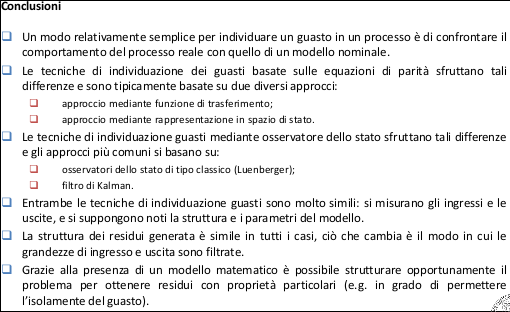 Conclusioni
Un modo relativamente semplice per individuare un guasto in un processo è di confrontare il
comportamento del processo reale con quello di un modello nominale.
Le tecniche di individuazione dei guasti basate sulle equazioni di parità sfruttano tali
differenze e sono tipicamente basate su due diversi approcci:
approccio mediante funzione di trasferimento;
approccio mediante rappresentazione in spazio di stato.
Le tecniche di individuazione guasti mediante osservatore dello stato sfruttano tali differenze
e gli approcci più comuni si basano su:
osservatori dello stato di tipo classico (Luenberger);
filtro di Kalman.
Entrambe le tecniche di individuazione guasti sono molto simili: si misurano gli ingressi e le
uscite, e si suppongono noti la struttura e i parametri del modello.
La struttura dei residui generata è simile in tutti i casi, ciò che cambia è il modo in cui le
grandezze di ingresso e uscita sono filtrate.
Grazie alla presenza di un modello matematico è possibile strutturare opportunamente il
problema per ottenere residui con proprietà particolari (e.g. in grado di permettere
l'isolamente del guasto).